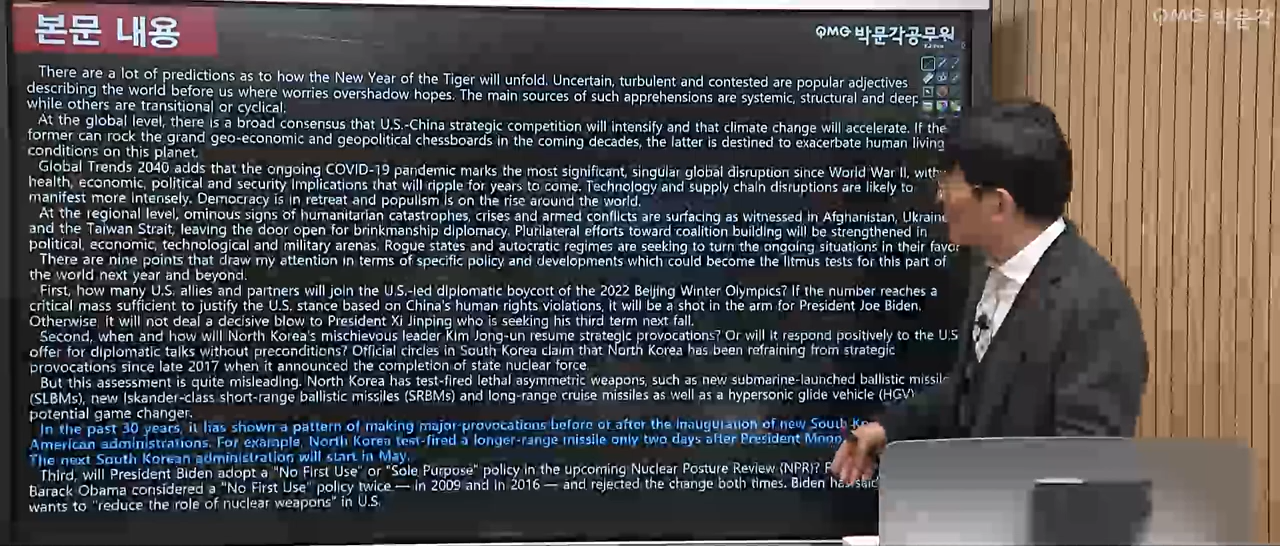 본문 내용
QMG 박문각공무원
QMG 박문각
There are a lot of predictions as to how the New Year of the Tiger will unfold. Uncertain, turbulent and contested are popular adjectives
describing the world before us where worries overshadow hopes. The main sources of such apprehensions are systemic, structural and deep
while others are transitional or cyclical.
At the global level, there is a broad consensus that U.S.-China strategic competition will intensify and that climate change will accelerate. If the
former can rock the grand geo-economic and geopolitical chessboards in the coming decades, the latter is destined to exacerbate human living
conditions on this planet.
Global Trends 2040 adds that the ongoing COVID-19 pandemic marks the most significant, singular global disruption since World War II, with
health, economic, political and security implications that will ripple for years to come. Technology and supply chain disruptions are likely to
manifest more intensely. Democracy is in retreat and populism is on the rise around the world.
At the regional level, ominous signs of humanitarian catastrophes, crises and armed conflicts are surfacing as witnessed in Afghanistan, Ukraine
and the Taiwan Strait, leaving the door open for brinkmanship diplomacy. Plurilateral efforts toward coalition building will be strengthened in
political, economic, technological and military arenas. Rogue states and autocratic regimes are seeking to turn the ongoing situations in their favor
There are nine points that draw my attention in terms of specific policy and developments which could become the litmus tests for this part of
the world next year and beyond.
First, how many U.S. allies and partners will join the U.S.-led diplomatic boycott of the 2022 Beijing Winter Olympics? If the number reaches a
critical mass sufficient to justify the U.S. stance based on China's human rights violations, it will be a shot in the arm for President Joe Biden.
Otherwise, it will not deal a decisive blow to President Xi Jinping who is seeking his third term next fall.
Second, when and how will North Korea's mischievous leader Kim Jong-un resume strategic provocations? Or will it respond positively to the U.S
offer for diplomatic talks without preconditions? Official circles in South Korea claim that North Korea has been refraining from strategic
provocations since late 2017 when it announced the completion of state nuclear force
But this assessment is quite misleading. North Korea has test-fired lethal asymmetric weapons, such as new submarine-launched ballistic missile
(SLBMs), new Iskander-class short-range ballistic missiles (SRBMs) and long-range cruise missiles as well as a hypersonic glide vehicle (HGV)
potential game changer.
In the past 30 years, it has shown a pattern of making major provocations before or after the inauguration of new South
American administrations. For example, North Korea test-fired a longer-range missile only two days after President Moon
The next South Korean administration will start in May.
Third, will President Biden adopt a "No First Use" or "Sole Purpose" policy in the upcoming Nuclear Posture Review (NPR)?
Barack Obama considered a "No First Use" policy twice — in 2009 and in 2016 — and rejected the change both times. Biden has said
wants to "reduce the role of nuclear weapons" in U.S.